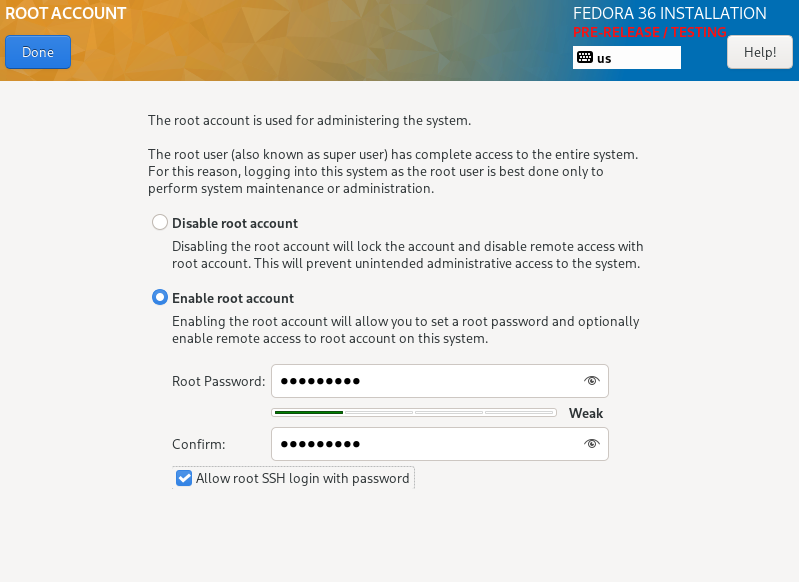 ROOT ACCOUNT
FEDORA 36 INSTALLATION
PRE-RELEASE / TESTING
Done
us
Help!
The root account is used for administering the system.
The root user (also known as super user) has complete access to the entire system.
For this reason, logging into this system as the root user is best done only to
perform system maintenance or administration.
Disable root account
Disabling the root account will lock the account and disable remote access with
root account. This will prevent unintended administrative access to the system.
Enable root account
Enabling the root account will allow you to set a root password and optionally
enable remote access to root account on this system.
Root Password: ●●●●●●●●●
Weak
Confirm: ●●●●●●●●●
Allow root SSH login with password